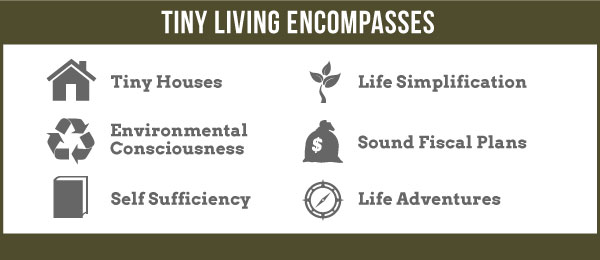 TINY LIVING ENCOMPASSES
Tiny Houses
Life Simplification
Environmental
Consciousness
$
Sound Fiscal Plans
Self Sufficiency
Life Adventures